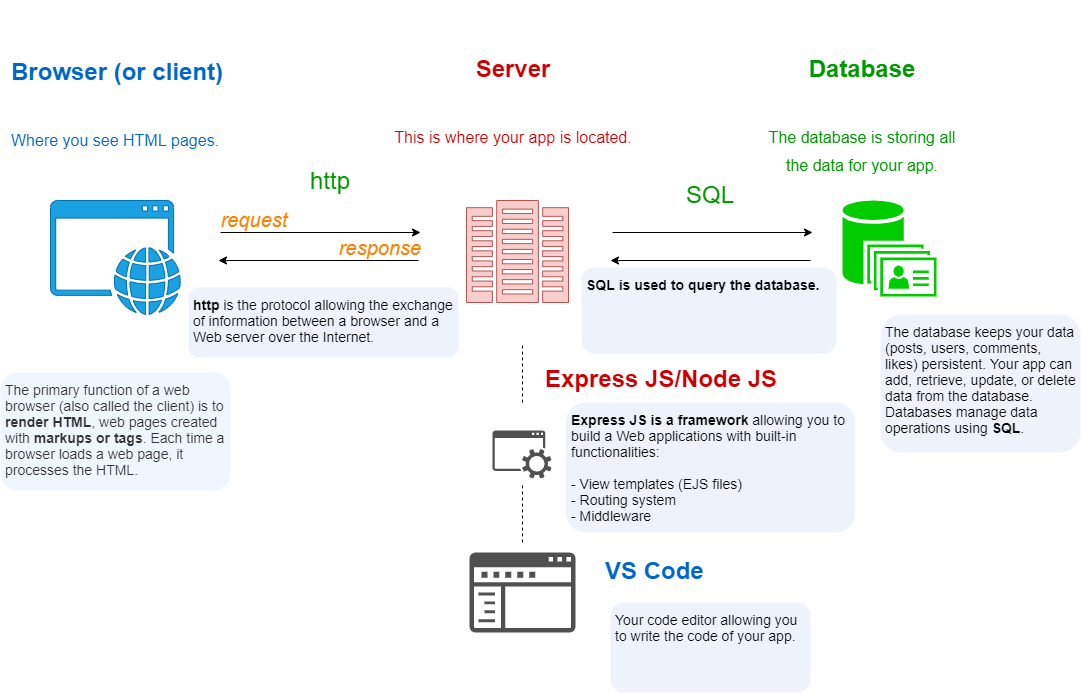 Browser (or client)
Server
Database
Where you see HTML pages.
This is where your app is located.
The database is storing all
the data for your app.
http
SQL
request
response
http is the protocol allowing the exchange
of information between a browser and a
Web server over the Internet.
SQL is used to query the database.
The database keeps your data
(posts, users, comments,
likes) persistent. Your app can
add, retrieve, update, or delete
data from the database.
Databases manage data
operations using SQL.
The primary function of a web
browser (also called the client) is to
render HTML, web pages created
with markups or tags. Each time a
browser loads a web page, it
processes the HTML.
Express JS/Node JS
Express JS is a framework allowing you to
build a Web applications with built-in
functionalities:
- View templates (EJS files)
- Routing system
- Middleware
VS Code
Your code editor allowing you
to write the code of your app.